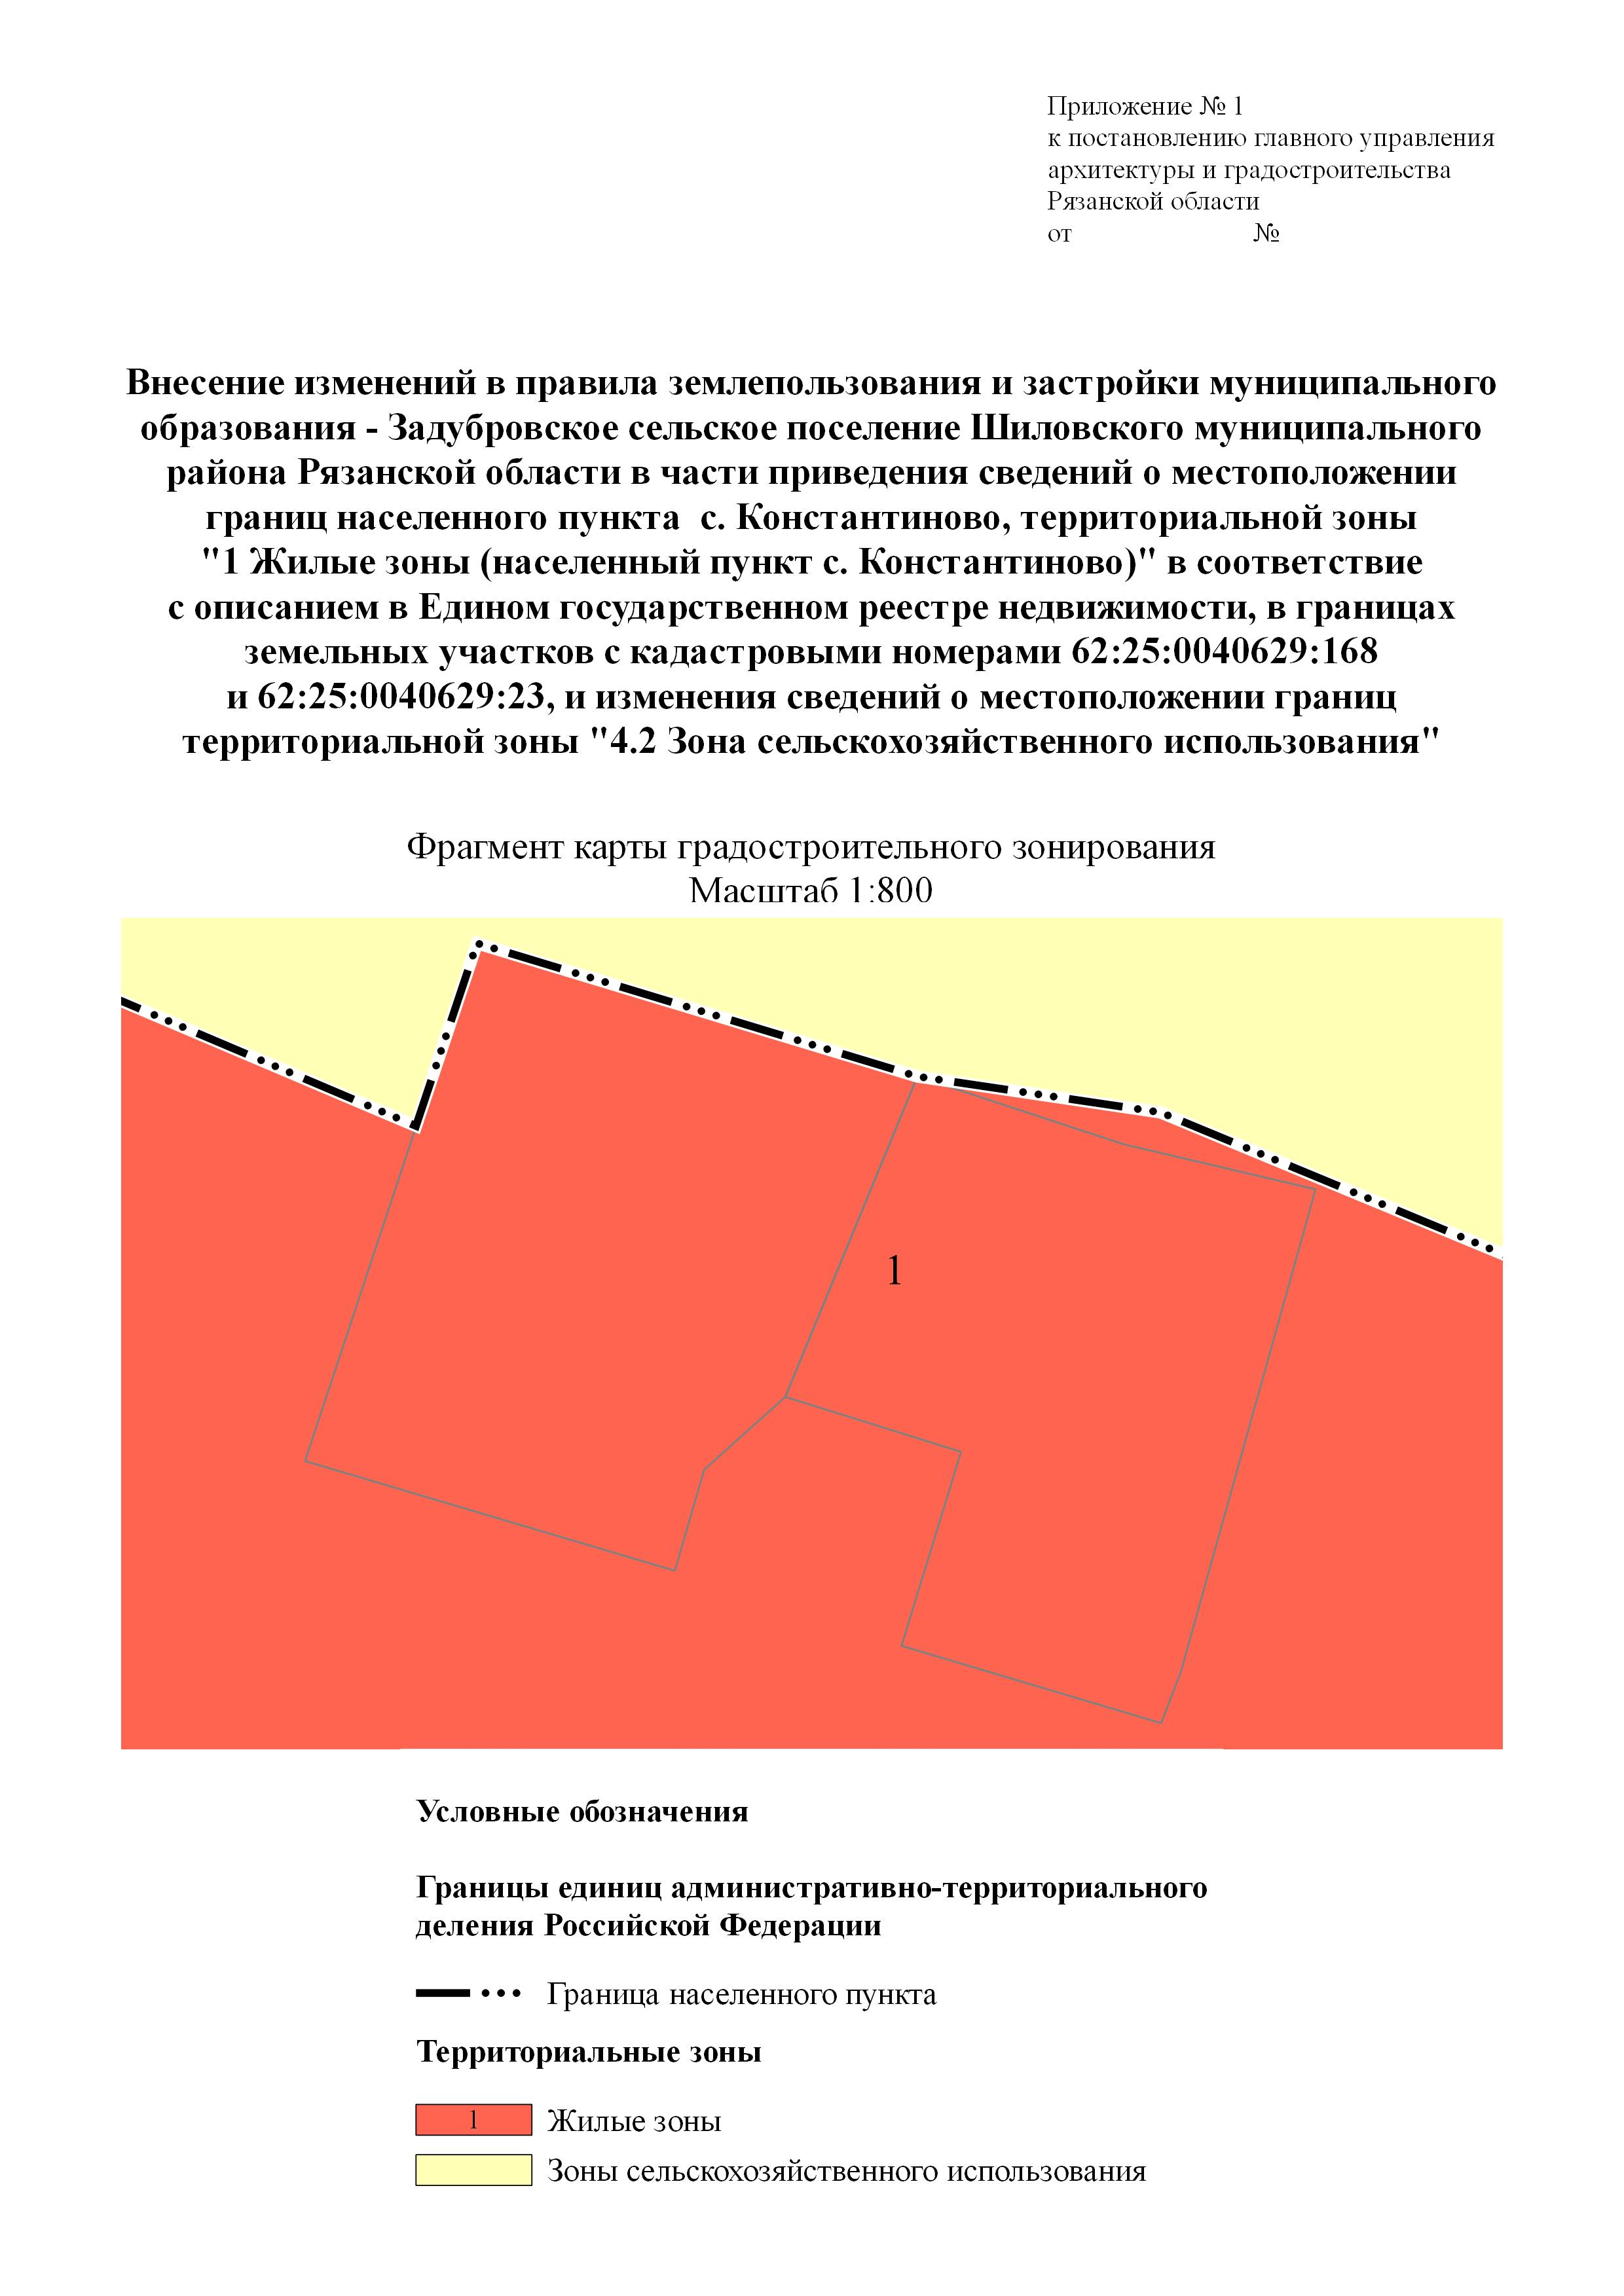 Приложение № 1
к постановлению главного управления
архитектуры и градостроительства
Рязанской области
от №
Внесение изменений в правила землепользования и застройки муниципального
образования - Задубровское сельское поселение Шиловского муниципального
района Рязанской области в части приведения сведений о местоположении
границ населенного пункта с. Константиново, территориальной зоны
"1 Жилые зоны (населенный пункт с. Константиново)" в соответствие
с описанием в Едином государственном реестре недвижимости, в границах
земельных участков с кадастровыми номерами 62:25:0040629:168
и 62:25:0040629:23, и изменения сведений о местоположении границ
территориальной зоны "4.2 Зона сельскохозяйственного использования"
Фрагмент карты градостроительного зонирования
Масштаб 1:800
1
Условные обозначения
Границы единиц административно-территориального
деления Российской Федерации
Граница населенного пункта
Территориальные зоны
1 Жилые зоны
Зоны сельскохозяйственного использования